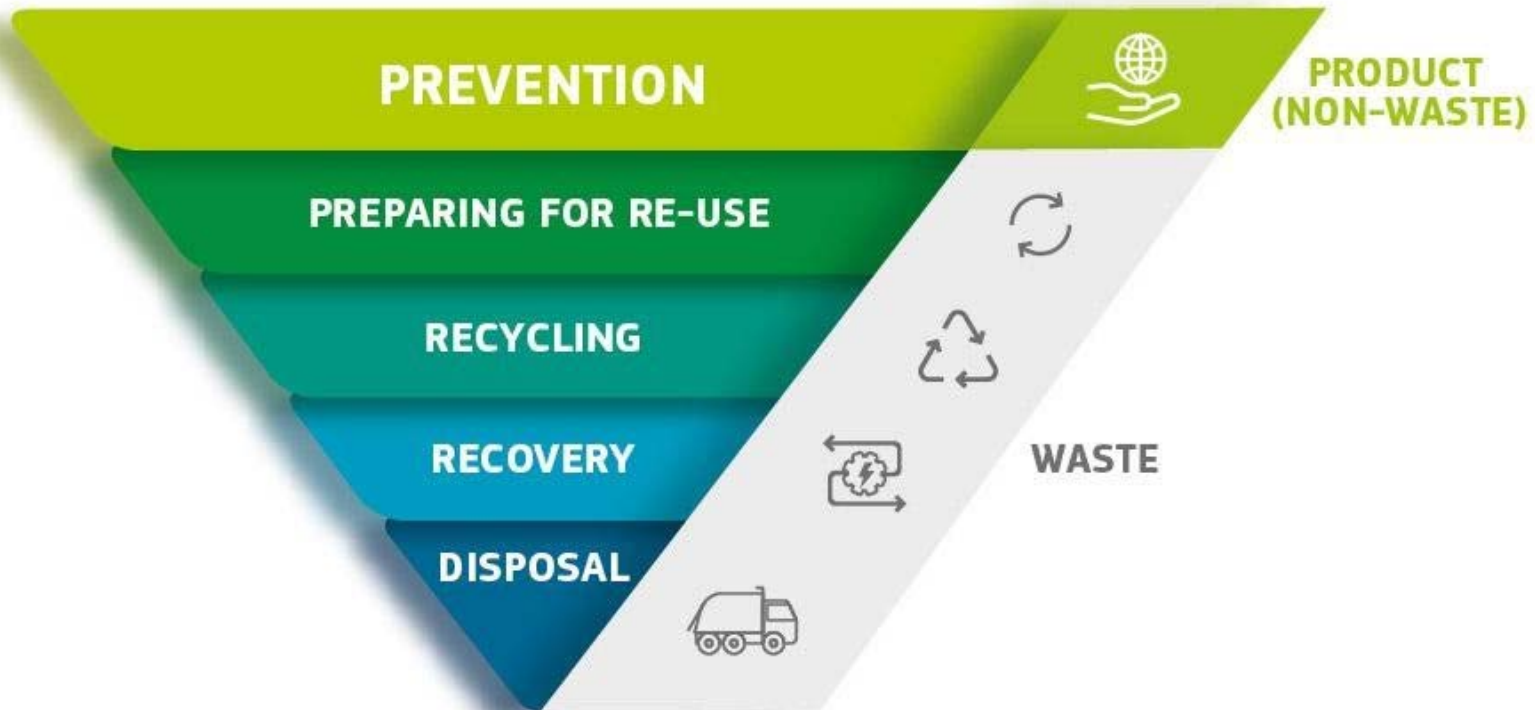 PREVENTION
PRODUCT
(NON-WASTE)
PREPARING FOR RE-USE
RECYCLING
RECOVERY
WASTE
DISPOSAL